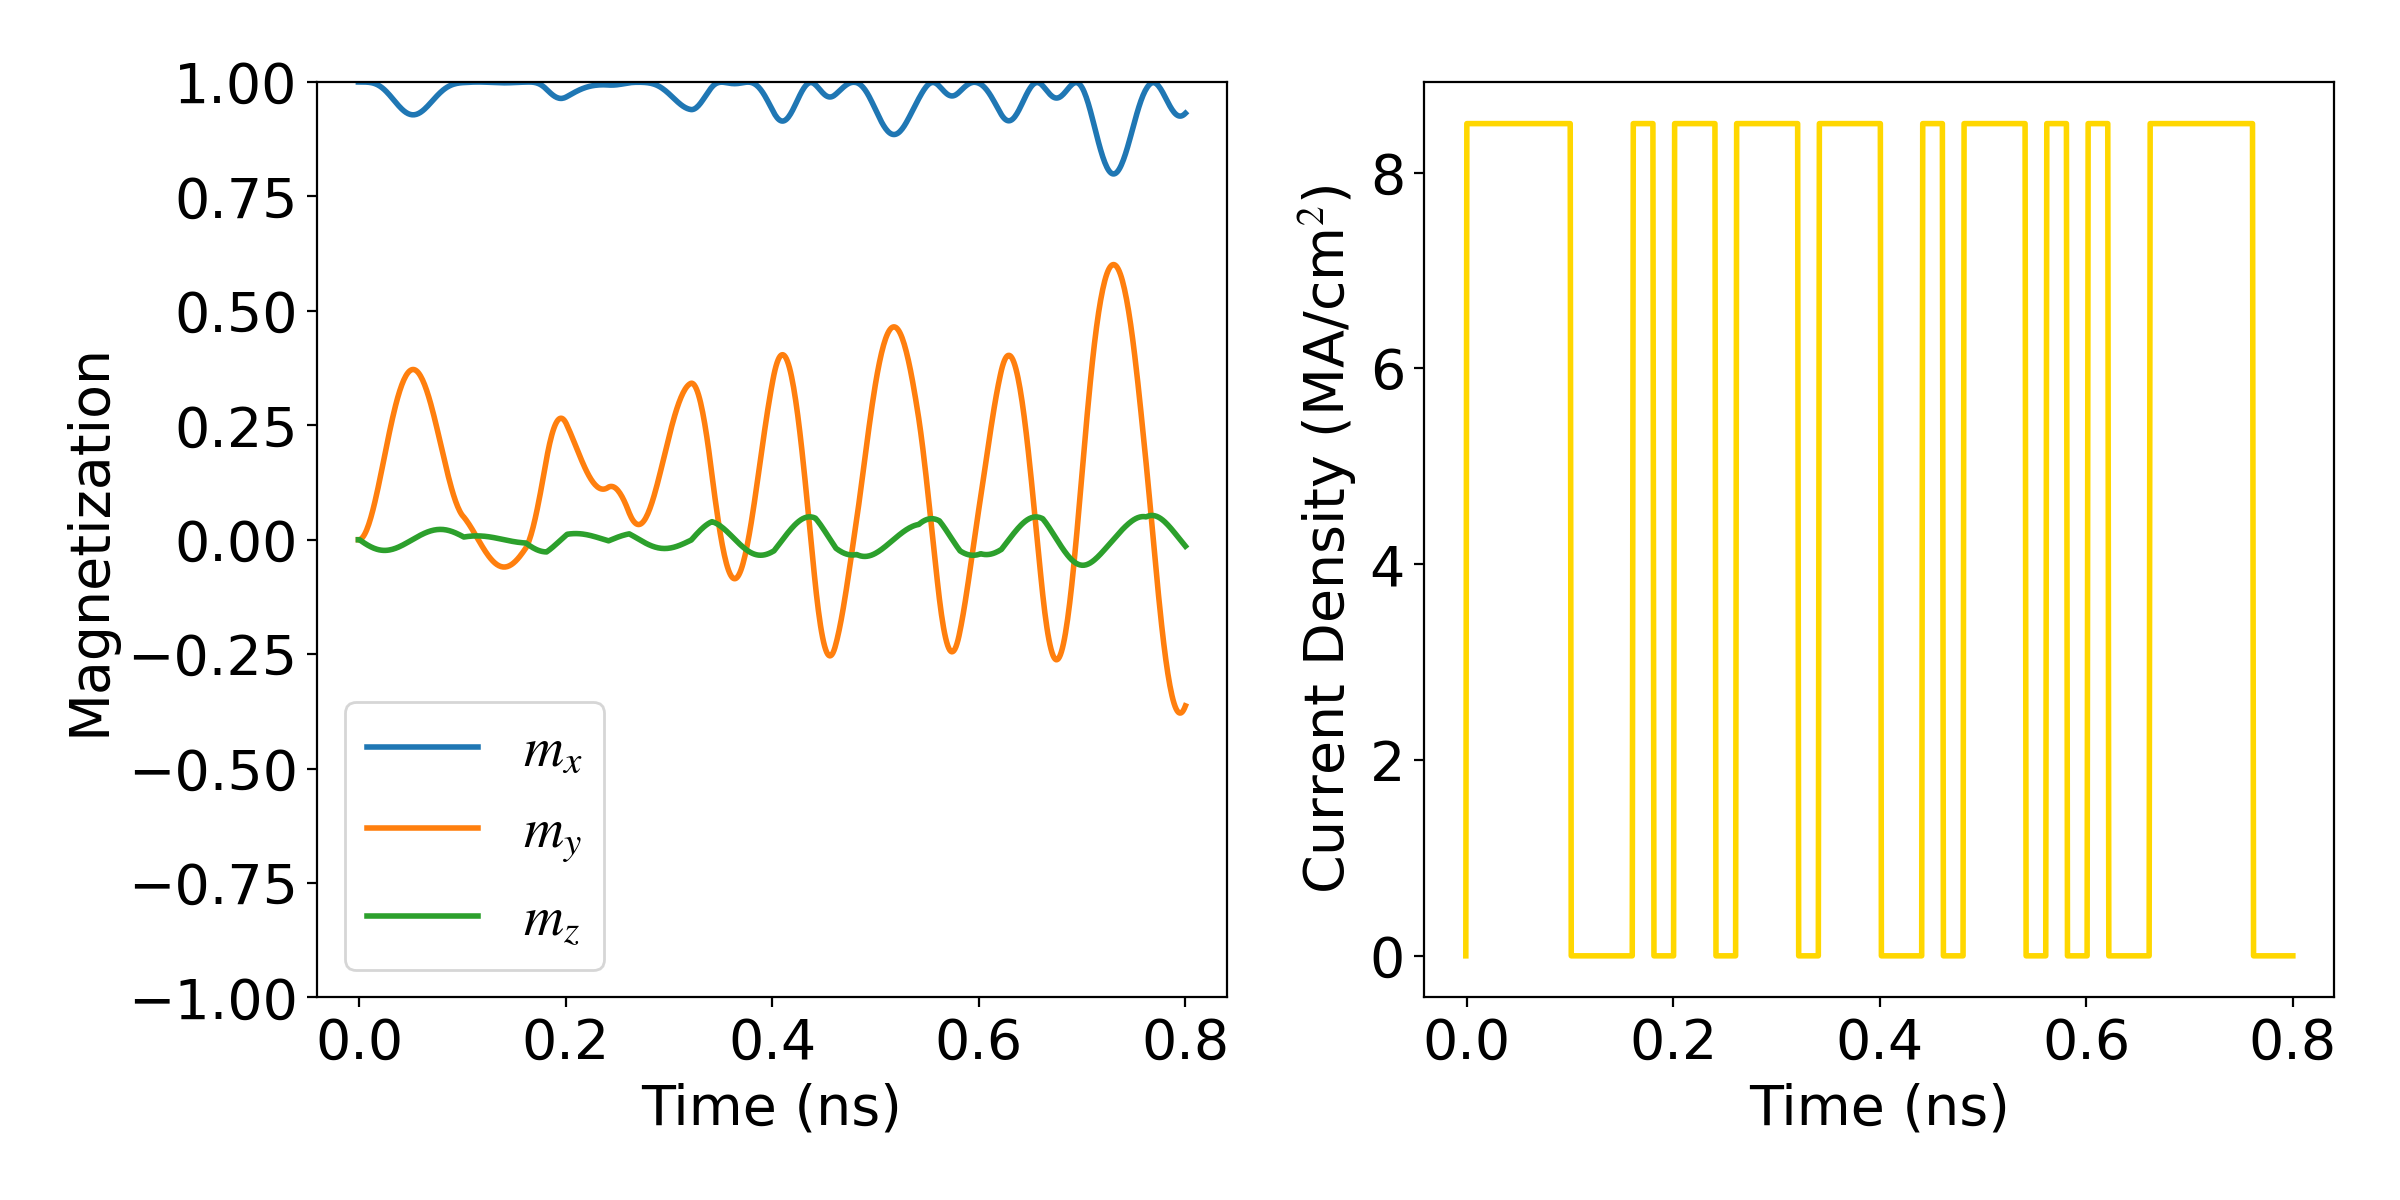 Magnetization
1.00
0.75
0.50
0.25
0.00
−0.25
−0.50
−0.75
−1.00
m_x
m_y
m_z
0.0 0.2 0.4 0.6 0.8
Time (ns)
Current Density (MA/cm²)
8
6
4
2
0
0.0 0.2 0.4 0.6 0.8
Time (ns)